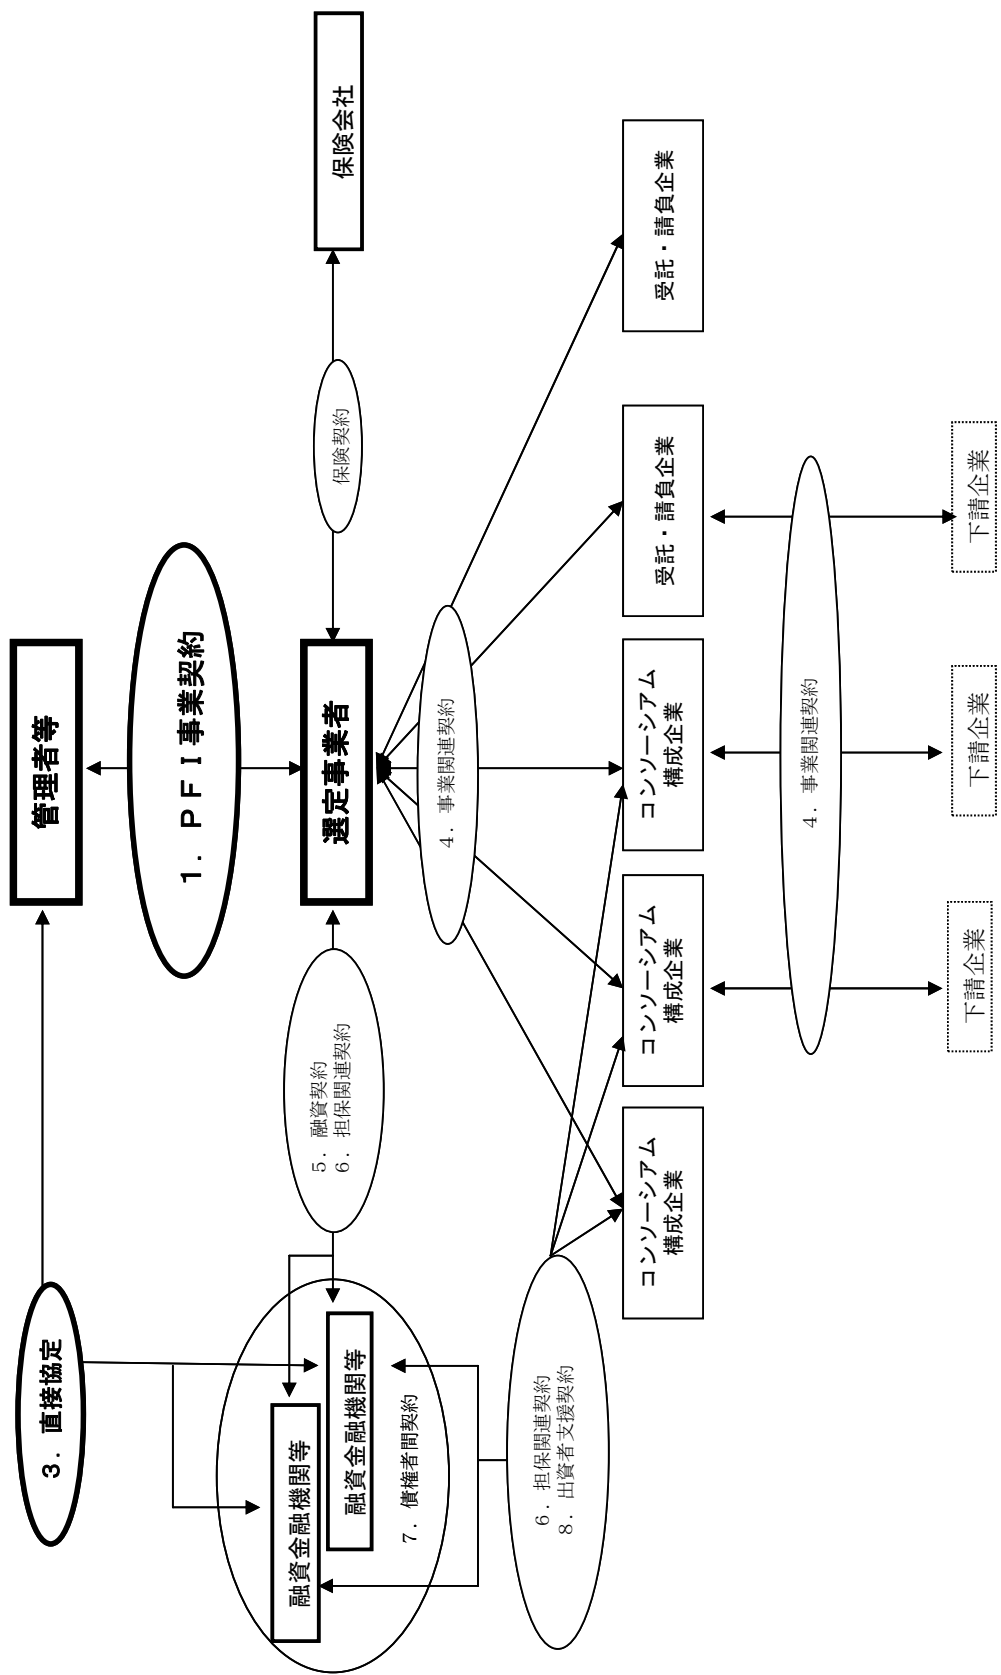 管理者等
３．直接協定
１．ＰＦＩ事業契約
融資金融機関等
融資金融機関等
７．債権者間契約
５．融資契約
６．担保関連契約
選定事業者
保険契約
保険会社
４．事業関連契約
６．担保関連契約
８．出資者支援契約
コンソーシアム
構成企業
コンソーシアム
構成企業
コンソーシアム
構成企業
受託・請負企業
受託・請負企業
４．事業関連契約
下請企業
下請企業
下請企業